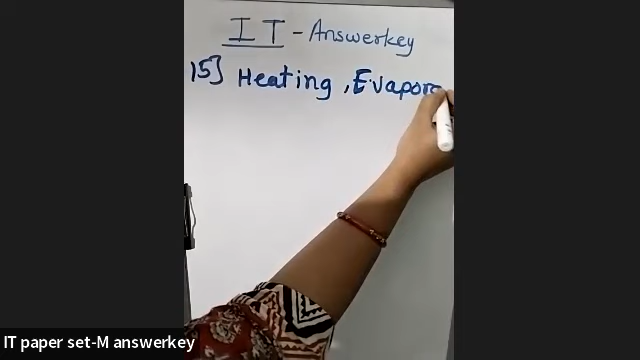 IT - Answerkey
15] Heating, Evapor
IT paper set-M answerkey